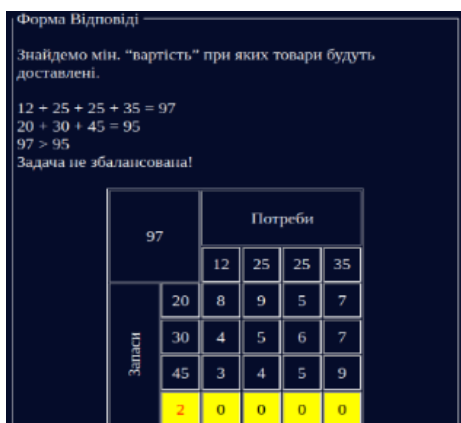 Форма Відповіді
Знайдемо мін. “вартість” при яких товари будуть
доставлені.
12 + 25 + 25 + 35 = 97
20 + 30 + 45 = 95
97 > 95
Задача не збалансована!
97 Потреби
12 25 25 35
Запаси
20 8 9 5 7
30 4 5 6 7
45 3 4 5 9
2 0 0 0 0